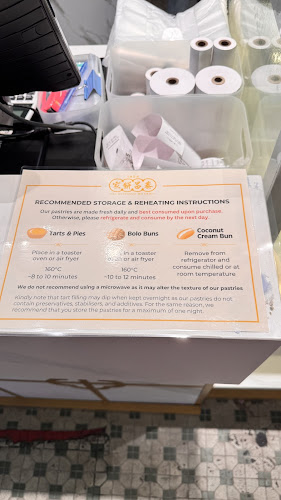 RECOMMENDED STORAGE & REHEATING INSTRUCTIONS
Our pastries are made fresh daily and best consumed upon purchase.
Otherwise, please refrigerate and consume by the next day.
Tarts & Pies
Place in a toaster
oven or air fryer
160°C
~8 to 10 minutes
Bolo Buns
in a toaster
or air fryer
160°C
~10 to 12 minutes
Coconut
Cream Bun
Remove from
refrigerator and
consume chilled or at
room temperature
We do not recommend using a microwave as it may alter the texture of our pastries
Kindly note that tart filling may dip when kept overnight as our pastries do not
contain preservatives, stabilisers, and additives. For the same reason, we
recommend that you store the pastries for a maximum of one night.